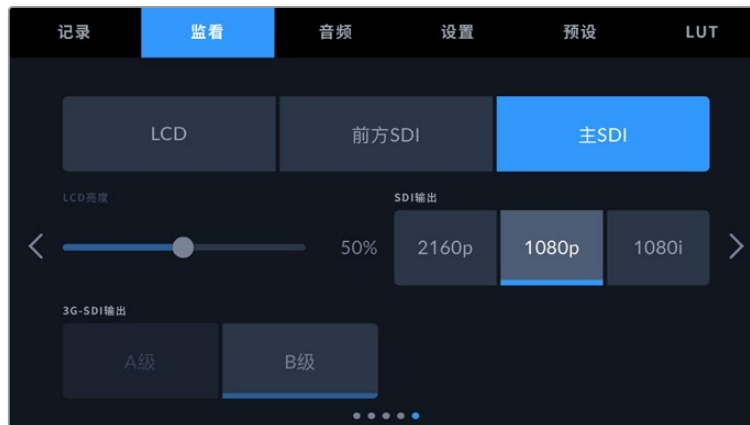 记录 监看 音频 设置 预设 LUT
LCD 前方SDI 主SDI
LCD亮度 SDI输出
50% 2160p 1080p 1080i
3G-SDI输出
A级 B级